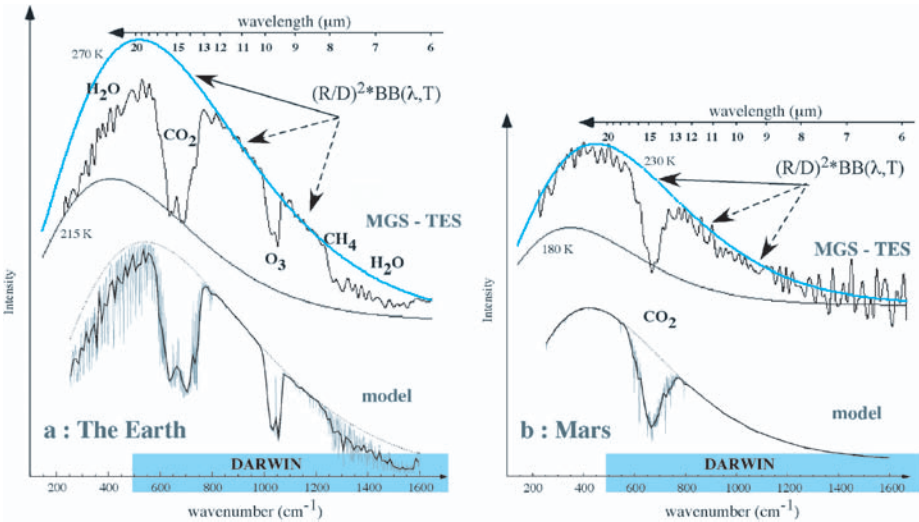 wavelength (μm)
20 15 13 12 11 10 9 8 7 6
270 K
H2O
CO2
(R/D)²*BB(λ,T)
MGS - TES
215 K
O3
CH4
H2O
Intensity
model
a : The Earth
DARWIN
200 400 600 800 1000 1200 1400 1600
wavenumber (cm⁻¹)
wavelength (μm)
20 15 13 12 11 10 9 8 7 6
230 K
(R/D)²*BB(λ,T)
MGS - TES
180 K
Intensity
CO2
model
b : Mars
DARWIN
200 400 600 800 1000 1200 1400 1600
wavenumber (cm⁻¹)